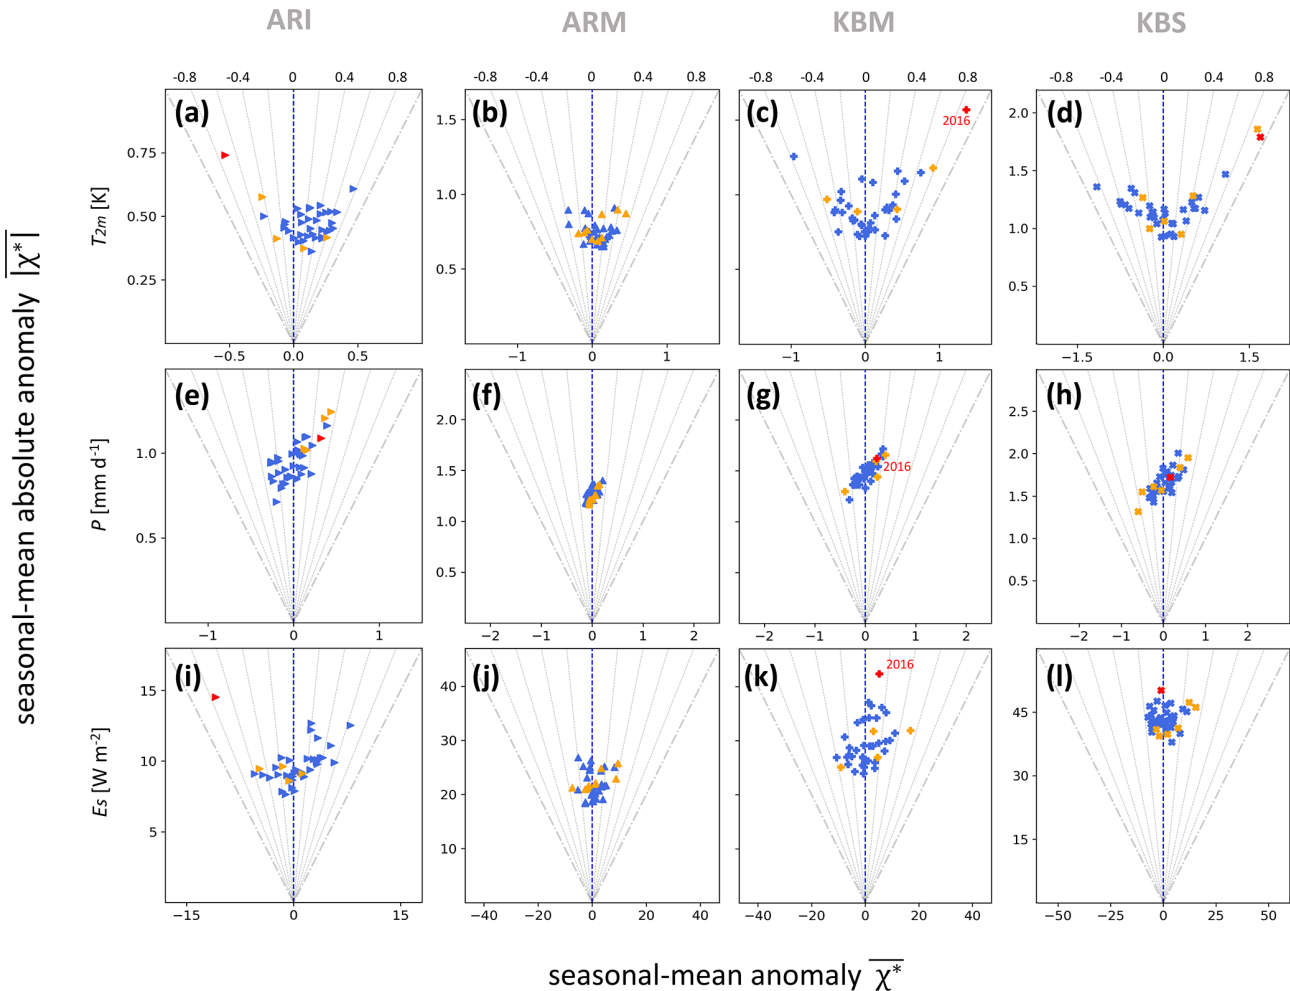 ARI ARM KBM KBS
-0.8 -0.4 0 0.4 0.8 -0.8 -0.4 0 0.4 0.8 -0.8 -0.4 0 0.4 0.8 -0.8 -0.4 0 0.4 0.8
(a) (b) (c) (d)
2016
0.75 0.50 0.25
1.5 1.0 0.5
2.0 1.5 1.0 0.5
T2m [K]
−0.5 0.0 0.5 −1 0 1 −1 0 1 −1.5 0.0 1.5
(e) (f) (g) (h)
2016
1.0 0.5
2.0 1.5 1.0 0.5
2.5 2.0 1.5 1.0 0.5
P [mm d-1]
−1 0 1 −2 −1 0 1 2 −2 −1 0 1 2 −2 −1 0 1 2
(i) (j) (k) (l)
2016
15 10 5
40 30 20 10
45 30 15
Es [W m-2]
−15 0 15 −40 −20 0 20 40 −40 −20 0 20 40 −50 −25 0 25 50
seasonal-mean absolute anomaly |χ*|
seasonal-mean anomaly χ*